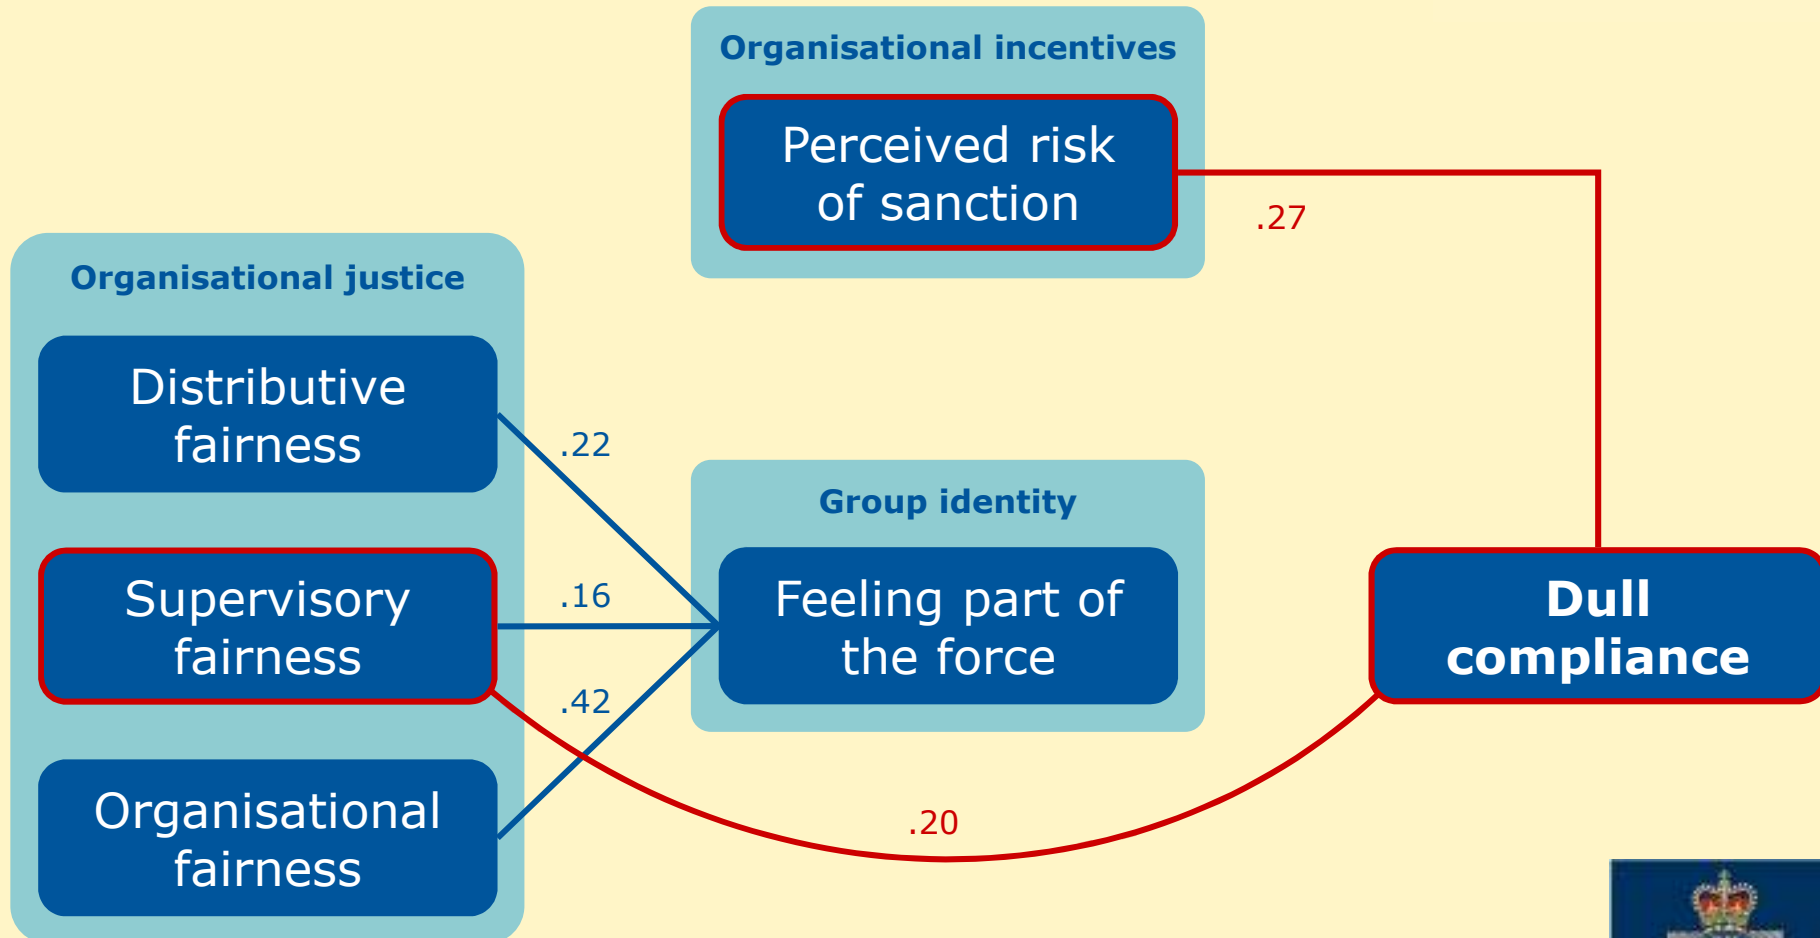 Organisational incentives
Perceived risk
of sanction
.27
Organisational justice
Distributive
fairness
.22
Group identity
Supervisory
fairness
.16
Feeling part of
the force
Dull
compliance
.42
Organisational
fairness
.20